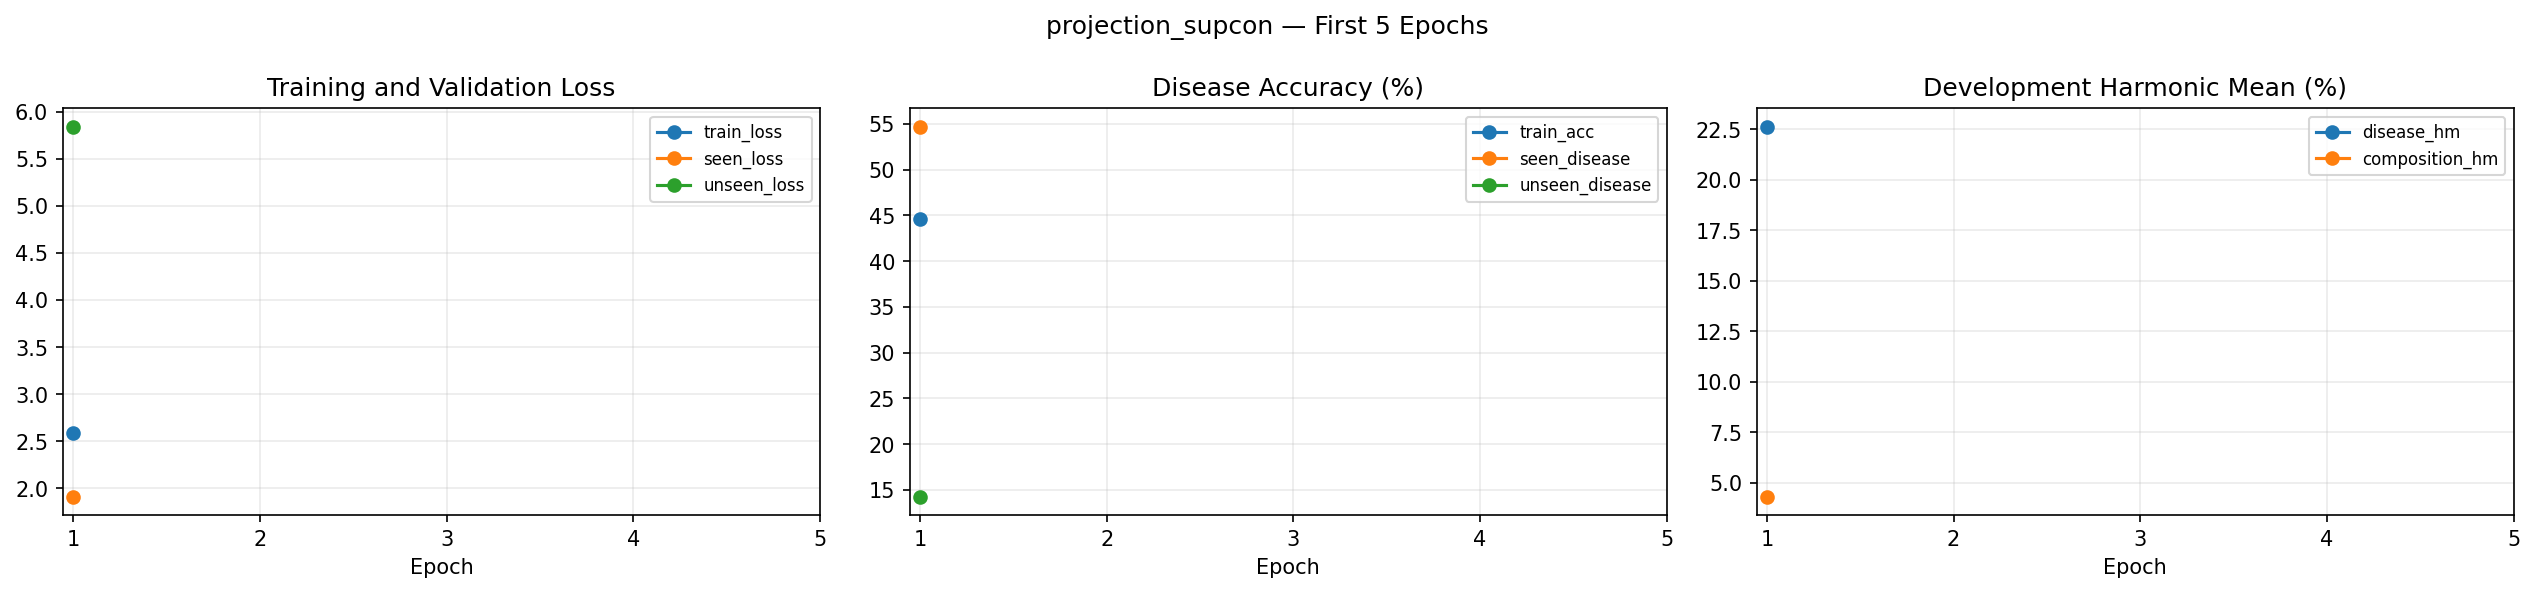 projection_supcon — First 5 Epochs
Training and Validation Loss
6.0
5.5
5.0
4.5
4.0
3.5
3.0
2.5
2.0
train_loss
seen_loss
unseen_loss
1 2 3 4 5
Epoch
Disease Accuracy (%)
55
50
45
40
35
30
25
20
15
train_acc
seen_disease
unseen_disease
1 2 3 4 5
Epoch
Development Harmonic Mean (%)
22.5
20.0
17.5
15.0
12.5
10.0
7.5
5.0
disease_hm
composition_hm
1 2 3 4 5
Epoch